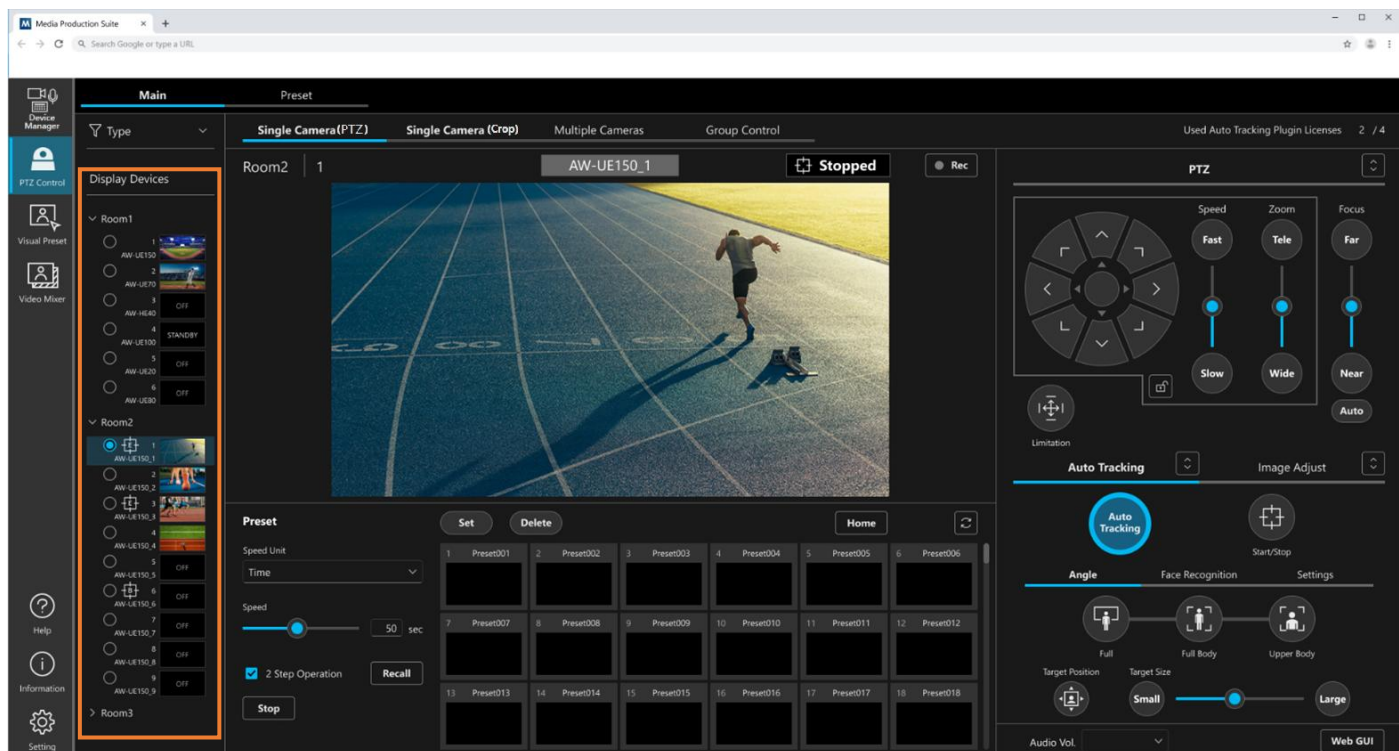 Media Production Suite
Search Google or type a URL
Device Manager
PTZ Control
Visual Preset
Video Mixer
Help
Information
Setting
Main Preset
Type
Display Devices
Room1
1
AW-UE150
2
AW-UE70
3 OFF
AW-HE40
4 STANDBY
AW-UE100
5 OFF
AW-UE20
6 OFF
AW-UE80
Room2
E 1
AW-UE150_1
2
AW-UE150_2
E 3
AW-UE150_3
4
AW-UE150_4
5 OFF
AW-UE150_5
B 6 OFF
AW-UE150_6
7 OFF
AW-UE150_7
8 OFF
AW-UE150_8
9 OFF
AW-UE150_9
Room3
Single Camera(PTZ) Single Camera (Crop) Multiple Cameras Group Control
Used Auto Tracking Plugin Licenses 2 / 4
Room2 1 AW-UE150_1 Stopped Rec
Preset Set Delete Home
Speed Unit
Time
Speed
50 sec
2 Step Operation Recall
Stop
1 Preset001 2 Preset002 3 Preset003 4 Preset004 5 Preset005 6 Preset006
7 Preset007 8 Preset008 9 Preset009 10 Preset010 11 Preset011 12 Preset012
13 Preset013 14 Preset014 15 Preset015 16 Preset016 17 Preset017 18 Preset018
PTZ
Speed Zoom Focus
Fast Tele Far
Slow Wide Near
Auto
Limitation
Auto Tracking Image Adjust
Auto Tracking
Start/Stop
Angle Face Recognition Settings
Full Full Body Upper Body
Target Position Target Size
Small Large
Audio Vol. Web GUI